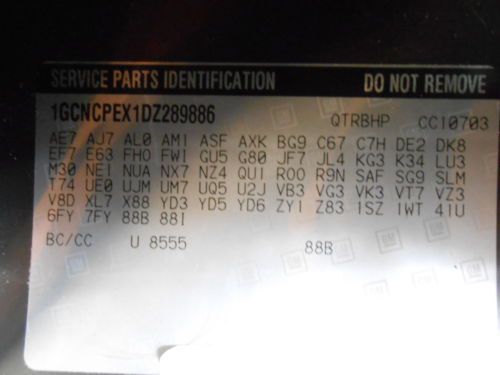 SERVICE PARTS IDENTIFICATION DO NOT REMOVE
1GCNCPEX1DZ289886 QTRBHP CC10703
AE7 AJ7 AL0 AM1 ASF AXK BG9 C67 C7H DE2 DK8
EF7 E63 FHO FW1 GU5 G80 JF7 JL4 KG3 K34 LU3
M30 NE1 NUA NX7 NZ4 QU1 R00 R9N SAF SG9 SLM
T74 UE0 UJM UM7 UQ5 U2J VB3 VG3 VK3 VT7 VZ3
V8D XL7 X88 YD3 YD5 YD6 ZY1 Z83 1SZ 1WT 41U
6FY 7FY 88B 88I
BC/CC U 8555 88B